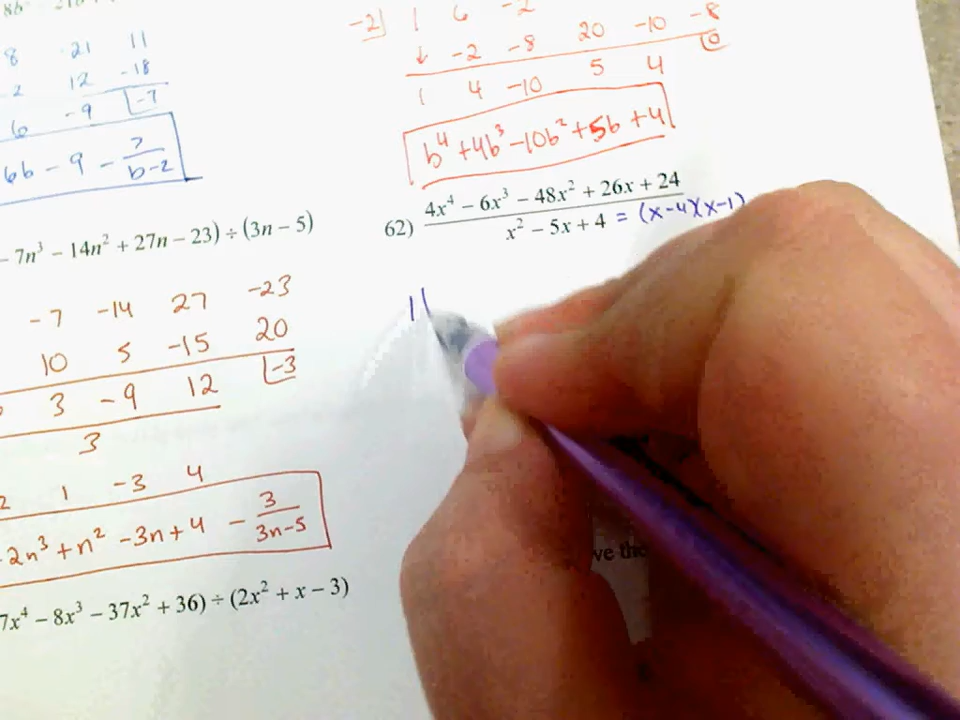 8 -21 11
2 12 -18
6 -9 -7
6b - 9 - 7/(b-2)
- 7n³ - 14n² + 27n - 23) ÷ (3n - 5)
-7 -14 27 -23
10 5 -15 20
3 -9 12 -3
3
2 1 -3 4
2n³ + n² - 3n + 4 - 3/(3n-5)
7x⁴ - 8x³ - 37x² + 36) ÷ (2x² + x - 3)
-2 1 6 -2
↓ -2 -8 20 -10 -8
1 4 -10 5 4 0
b⁴ + 4b³ - 10b² + 5b + 4
62) 4x⁴ - 6x³ - 48x² + 26x + 24
x² - 5x + 4 = (x-4)(x-1)
1
ve the